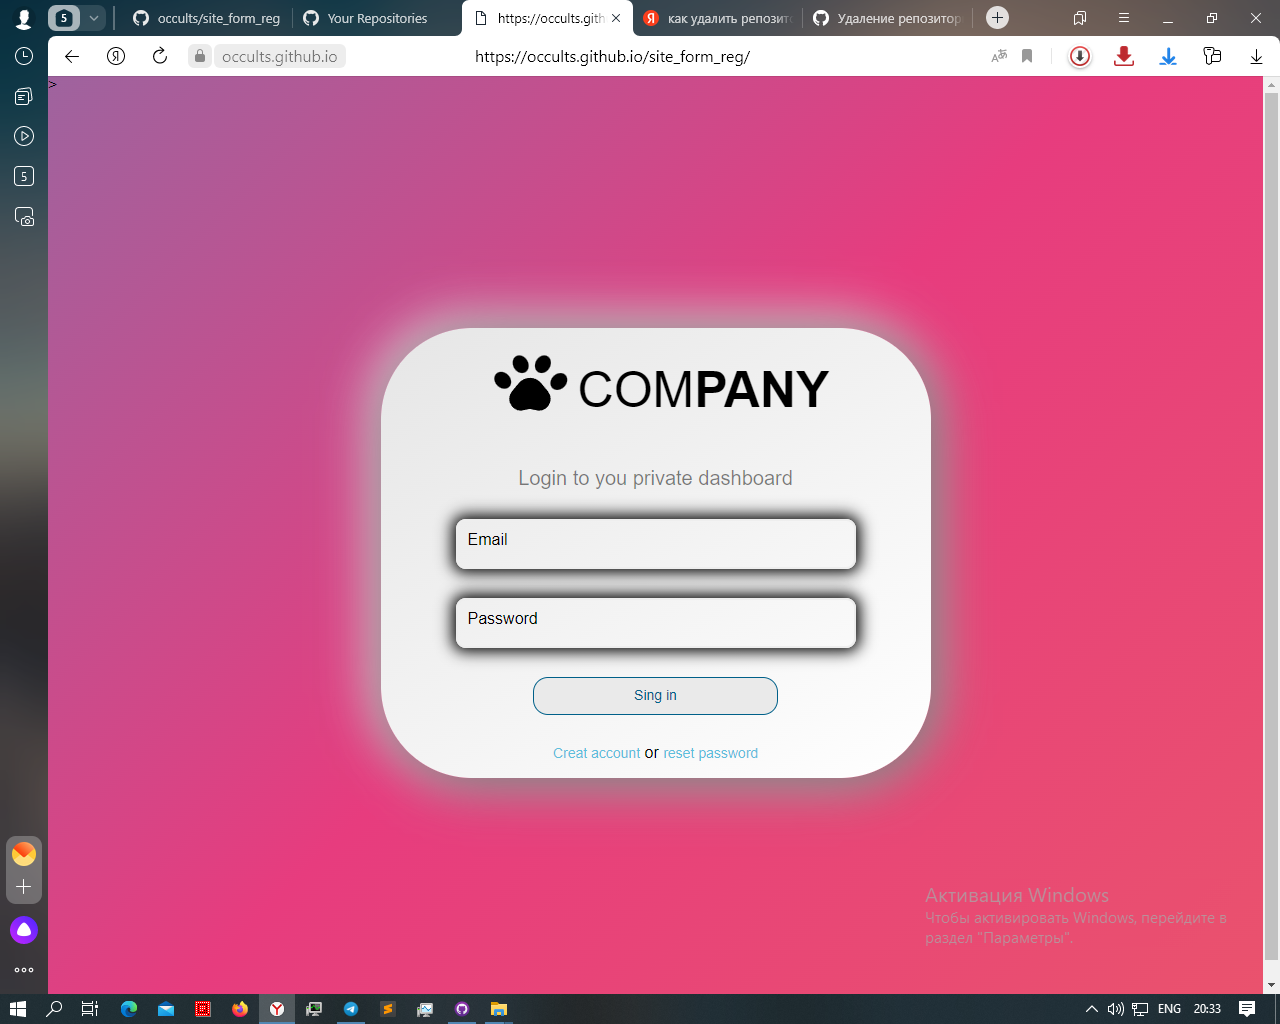 5
occults/site_form_reg
Your Repositories
https://occults.gith
как удалить репозито
Удаление репозитор
occults.github.io
https://occults.github.io/site_form_reg/
>
5
COMPANY
Login to you private dashboard
Email
Password
Sing in
Creat account or reset password
Активация Windows
Чтобы активировать Windows, перейдите в
раздел "Параметры".
ENG
20:33